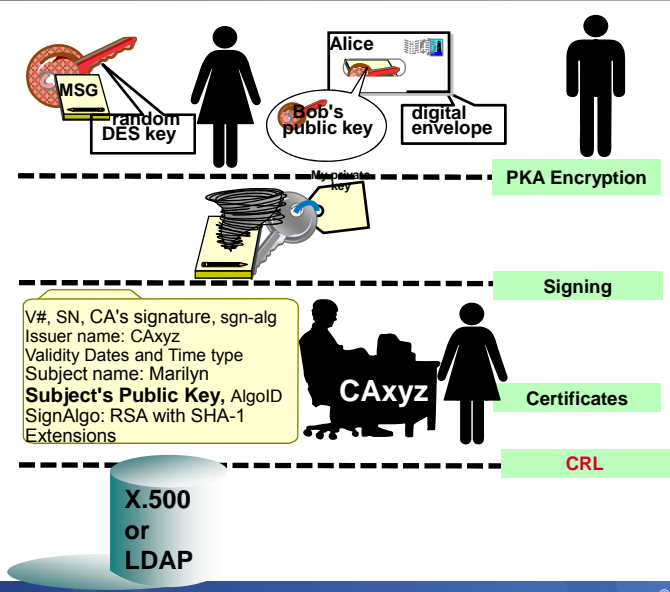 MSG
random
DES key
Alice
Bob's
public key
digital
envelope
PKA Encryption
My private
key
Signing
V#, SN, CA's signature, sgn-alg
Issuer name: CAxyz
Validity Dates and Time type
Subject name: Marilyn
Subject's Public Key, AlgoID
SignAlgo: RSA with SHA-1
Extensions
CAxyz
Certificates
CRL
X.500
or
LDAP